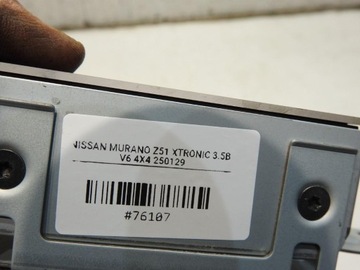 NISSAN MURANO Z51 XTRONIC 3.5B
V6 4X4 250129
#76107